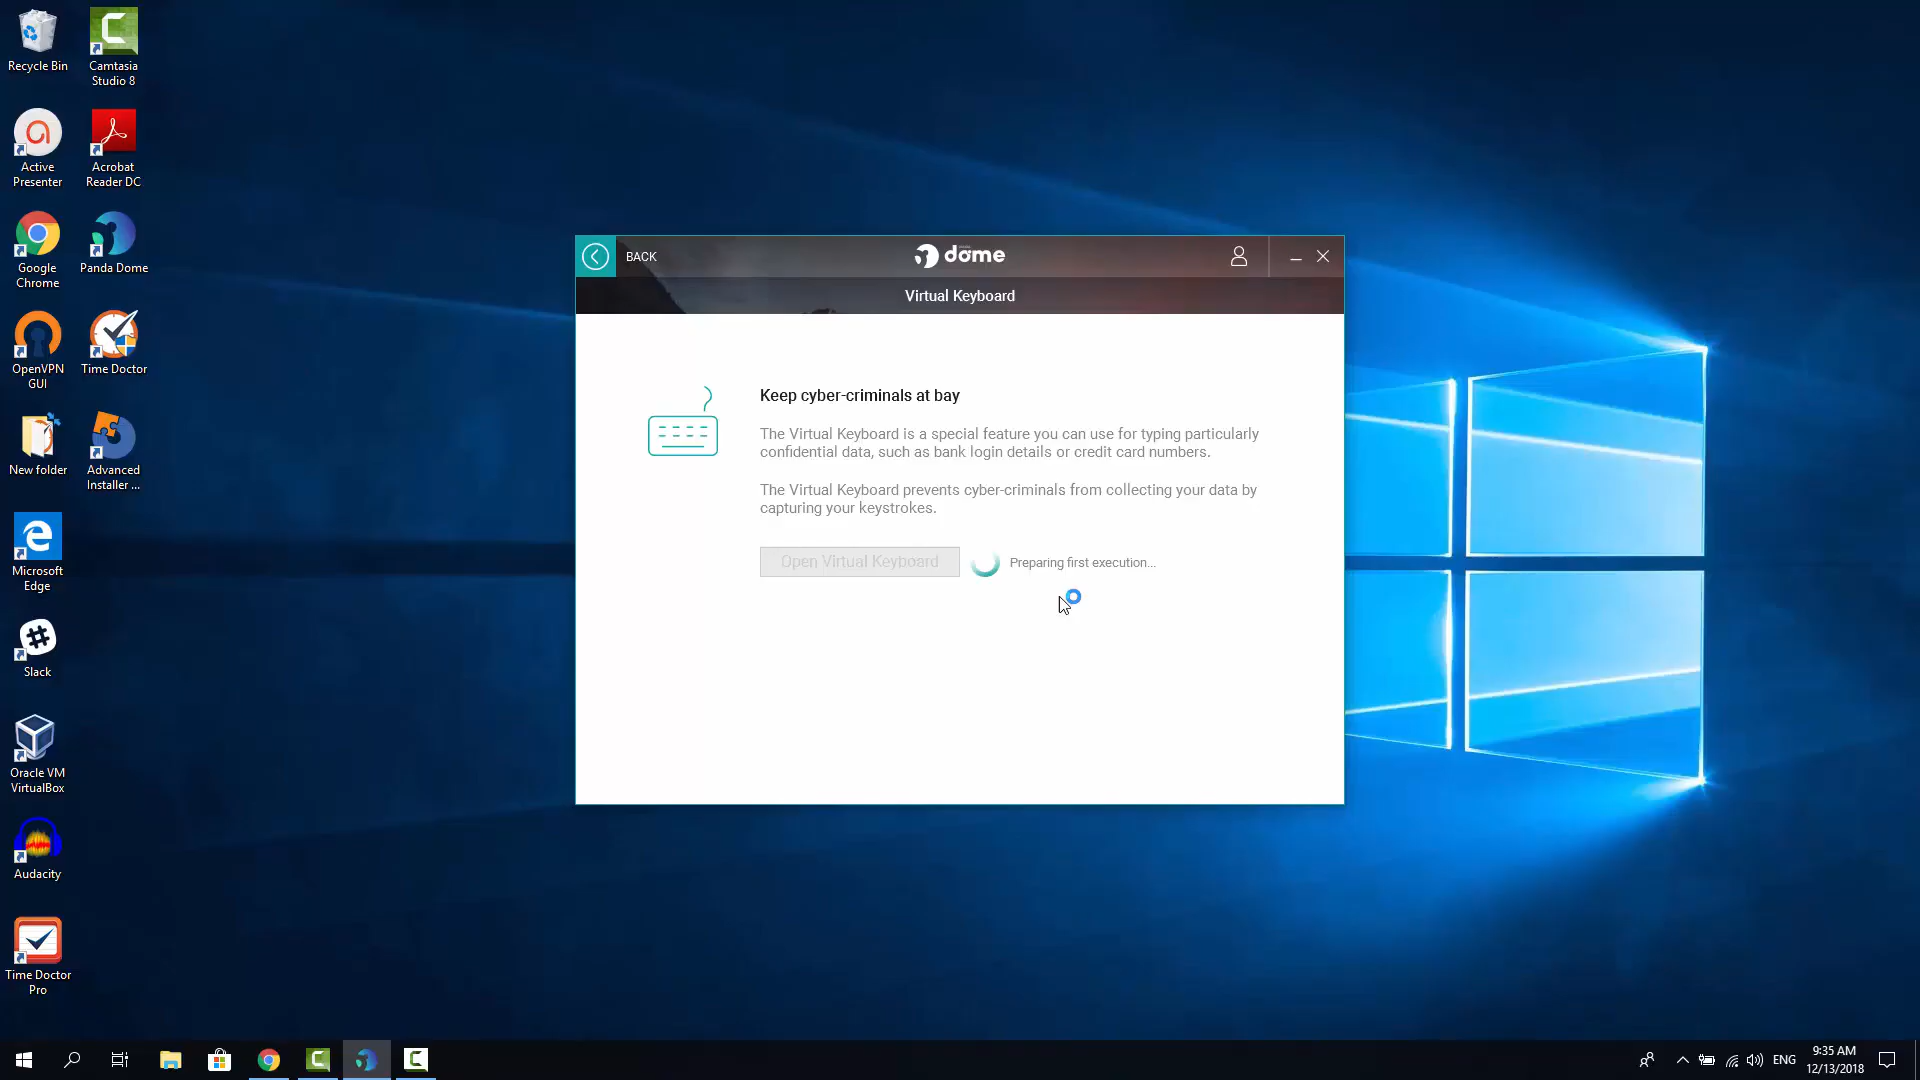 Recycle Bin
Camtasia
Studio 8
Active
Presenter
Acrobat
Reader DC
Google
Chrome
Panda Dome
OpenVPN
GUI
Time Doctor
New folder
Advanced
Installer ...
Microsoft
Edge
Slack
Oracle VM
VirtualBox
Audacity
Time Doctor
Pro
BACK
dome
Virtual Keyboard
Keep cyber-criminals at bay
The Virtual Keyboard is a special feature you can use for typing particularly
confidential data, such as bank login details or credit card numbers.
The Virtual Keyboard prevents cyber-criminals from collecting your data by
capturing your keystrokes.
Open Virtual Keyboard
Preparing first execution...
ENG
9:35 AM
12/13/2018